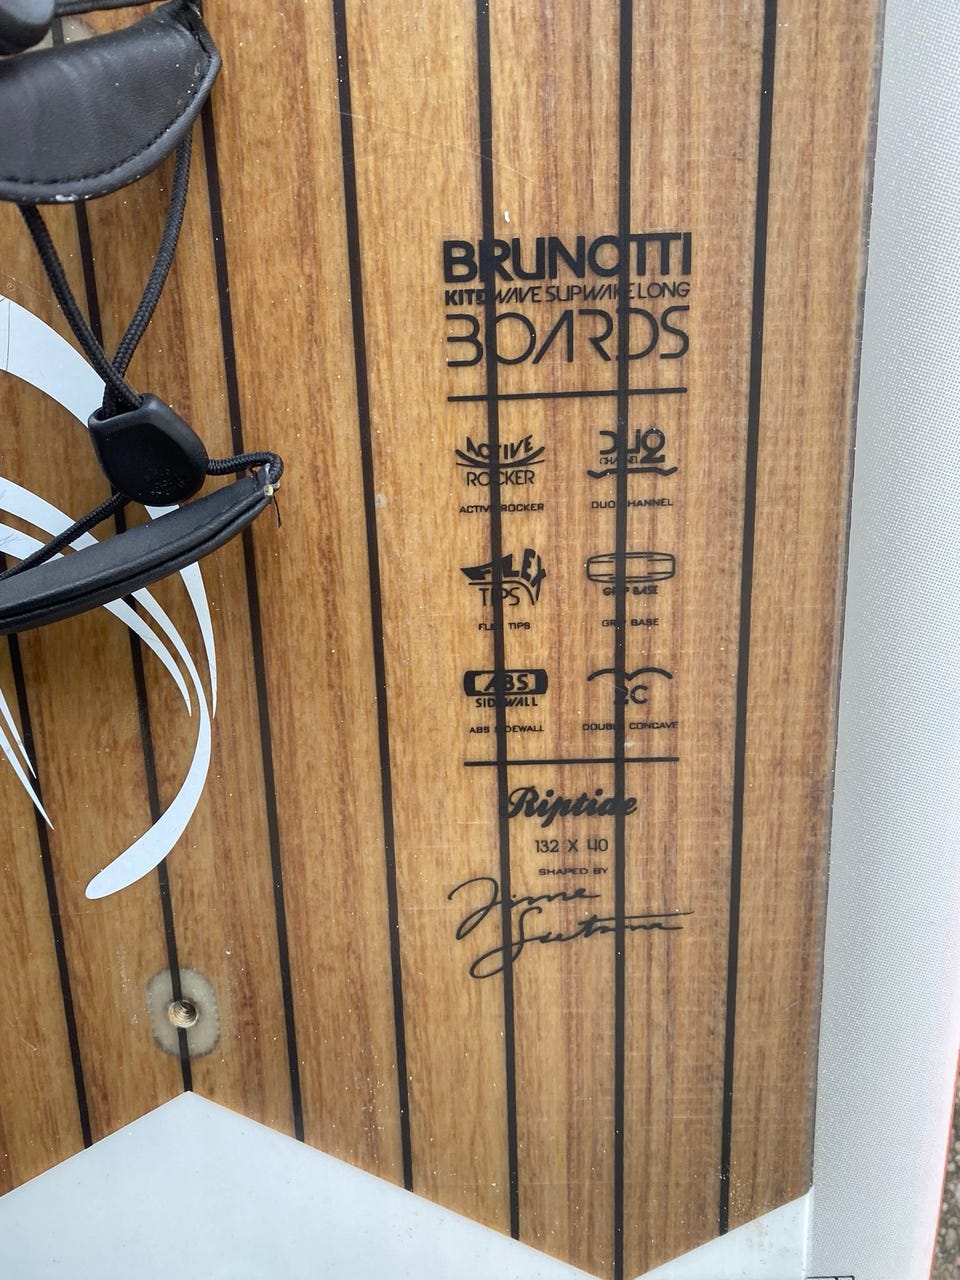 BRUNOTTI
KITE WAVE SUP WAKE LONG
BOARDS
ACTIVE ROCKER
ACTIVE ROCKER
DUO CHANNEL
DUO CHANNEL
FLEX TIPS
FLEX TIPS
GRIP BASE
GRIP BASE
ABS SIDEWALL
ABS SIDEWALL
2C
DOUBLE CONCAVE
Riptide
132 X 40
SHAPED BY